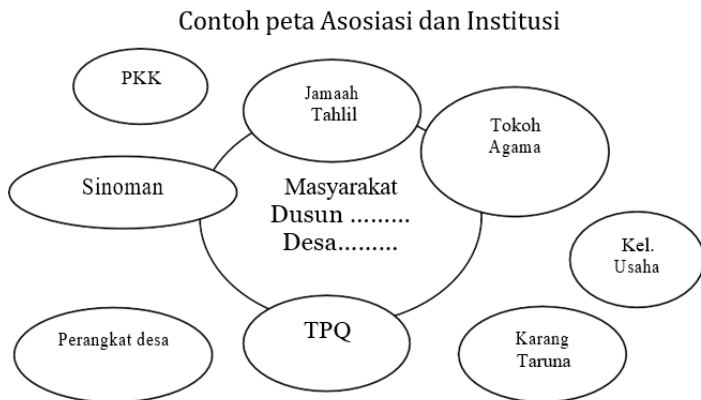 Contoh peta Asosiasi dan Institusi
PKK
Jamaah
Tahlil
Tokoh
Agama
Sinoman
Masyarakat
Dusun .........
Desa.........
Kel.
Usaha
Perangkat desa
TPQ
Karang
Taruna